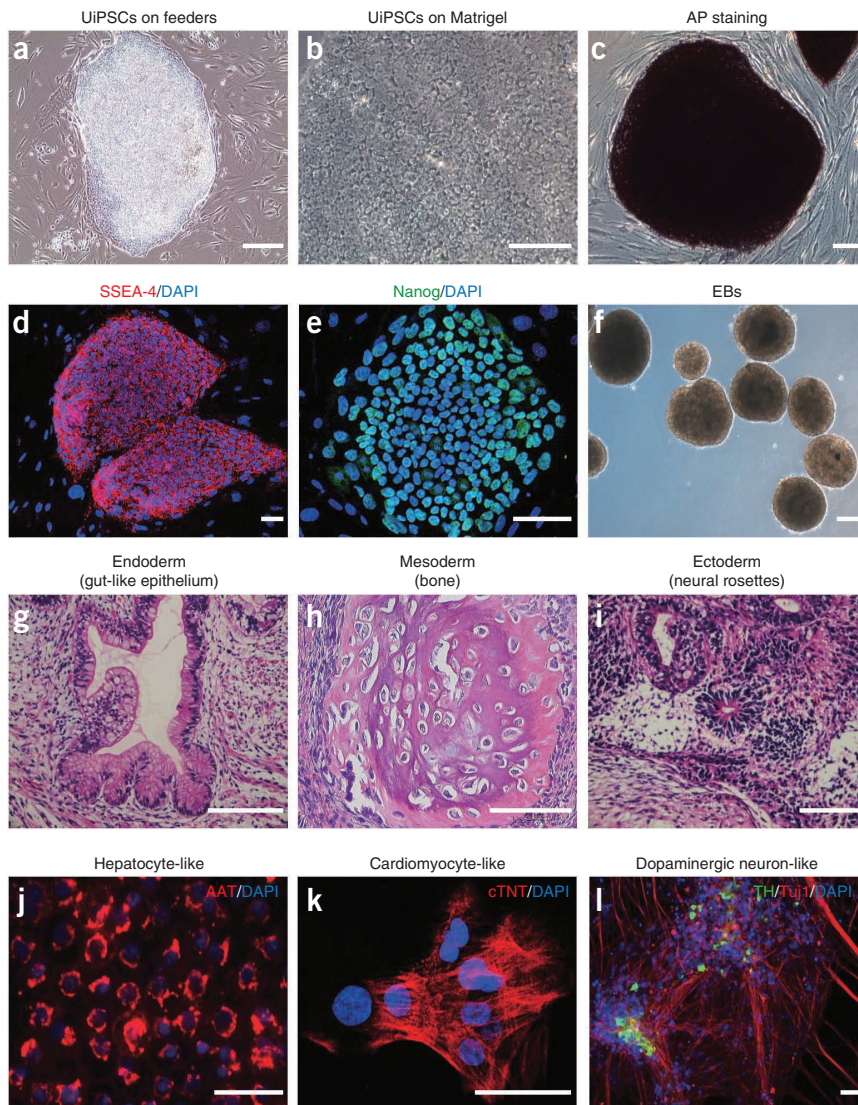 UiPSCs on feeders
UiPSCs on Matrigel
AP staining
a
b
c
SSEA-4/DAPI
Nanog/DAPI
EBs
d
e
f
Endoderm
(gut-like epithelium)
Mesoderm
(bone)
Ectoderm
(neural rosettes)
g
h
i
Hepatocyte-like
Cardiomyocyte-like
Dopaminergic neuron-like
j
AAT/DAPI
k
cTNT/DAPI
l
TH/Tuj1/DAPI